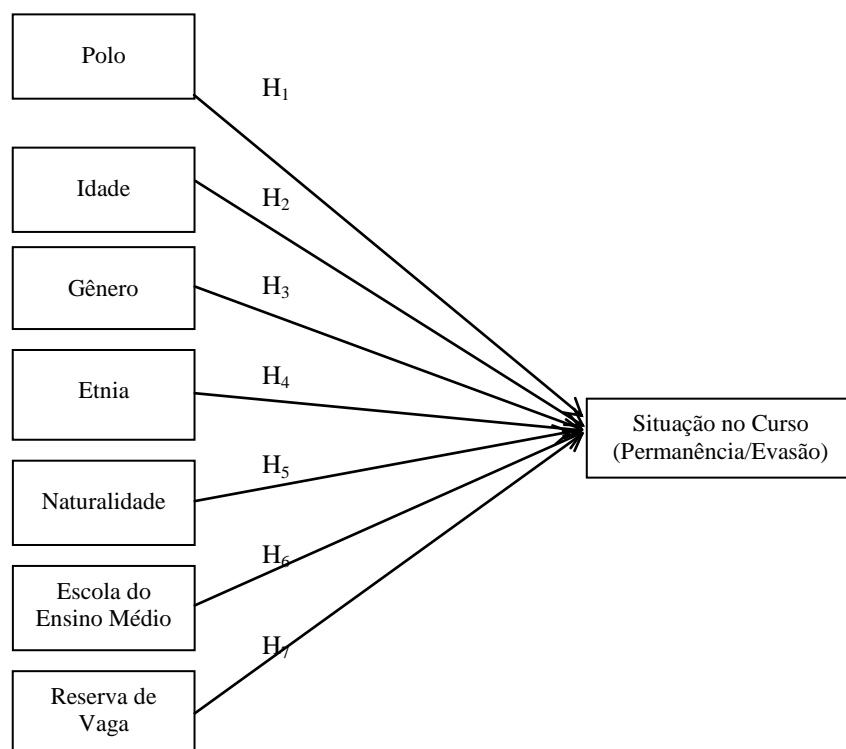 Polo
H₁
Idade
H₂
Gênero
H₃
Etnia
H₄
Situação no Curso
(Permanência/Evasão)
Naturalidade
H₅
Escola do
Ensino Médio
H₆
Reserva de
Vaga
H₇